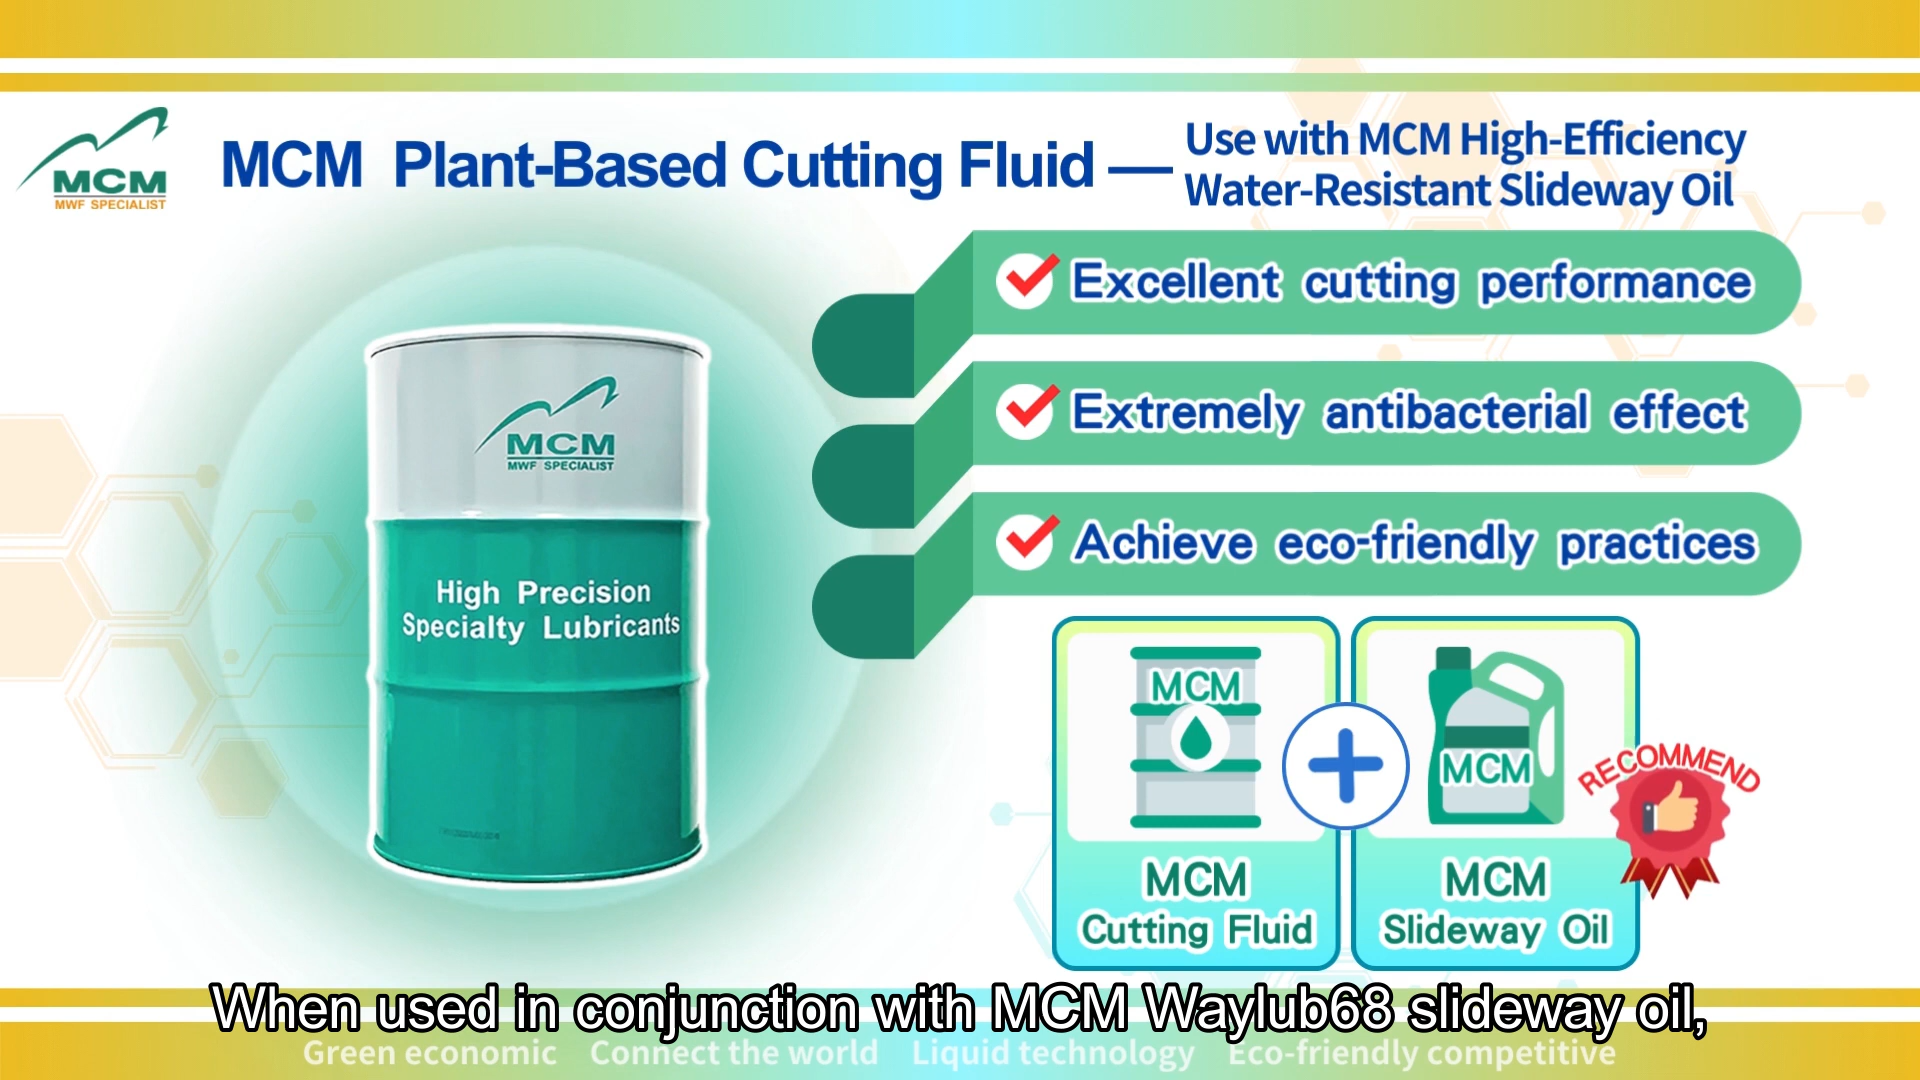 MCM
MWF SPECIALIST
MCM Plant-Based Cutting Fluid —
Use with MCM High-Efficiency
Water-Resistant Slideway Oil
Excellent cutting performance
Extremely antibacterial effect
Achieve eco-friendly practices
MCM
MWF SPECIALIST
High Precision
Specialty Lubricants
MCM
MCM
RECOMMEND
MCM
Cutting Fluid
MCM
Slideway Oil
When used in conjunction with MCM Waylub68 slideway oil,
Green economic Connect the world Liquid technology Eco-friendly competitive